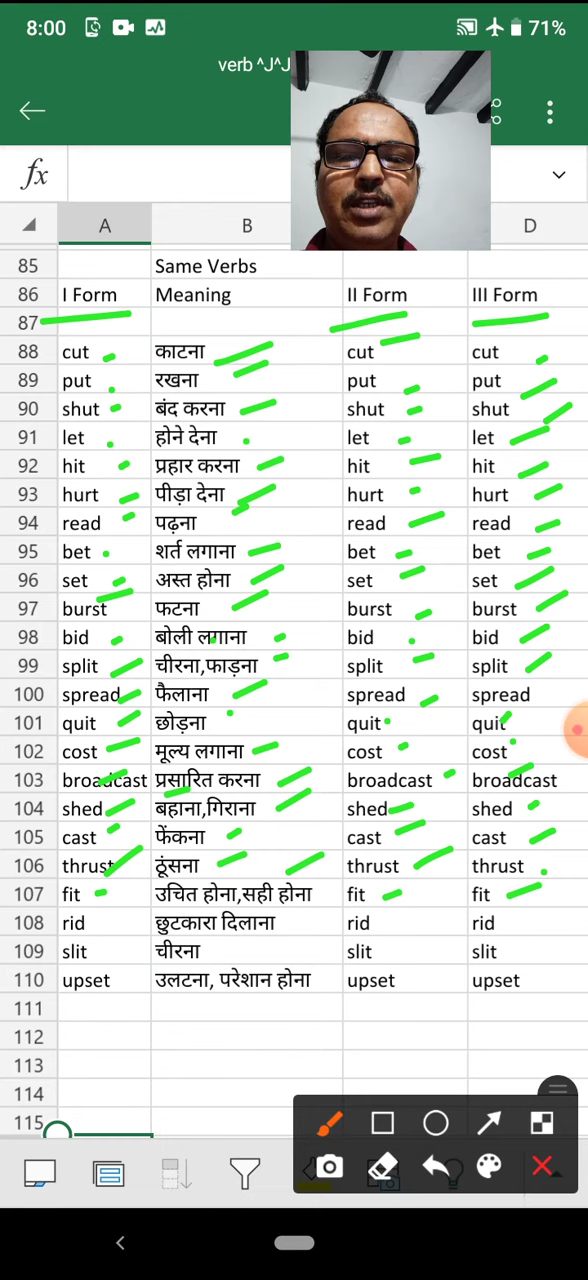 8:00 71%
verb ^J^J
fx
A B D
85 Same Verbs
86 I Form Meaning II Form III Form
87
88 cut काटना cut cut
89 put रखना put put
90 shut बंद करना shut shut
91 let होने देना let let
92 hit प्रहार करना hit hit
93 hurt पीड़ा देना hurt hurt
94 read पढ़ना read read
95 bet शर्त लगाना bet bet
96 set अस्त होना set set
97 burst फटना burst burst
98 bid बोली लगाना bid bid
99 split चीरना,फाड़ना split split
100 spread फैलाना spread spread
101 quit छोड़ना quit quit
102 cost मूल्य लगाना cost cost
103 broadcast प्रसारित करना broadcast broadcast
104 shed बहाना,गिराना shed shed
105 cast फेंकना cast cast
106 thrust ठूंसना thrust thrust
107 fit उचित होना,सही होना fit fit
108 rid छुटकारा दिलाना rid rid
109 slit चीरना slit slit
110 upset उलटना, परेशान होना upset upset
111
112
113
114
115